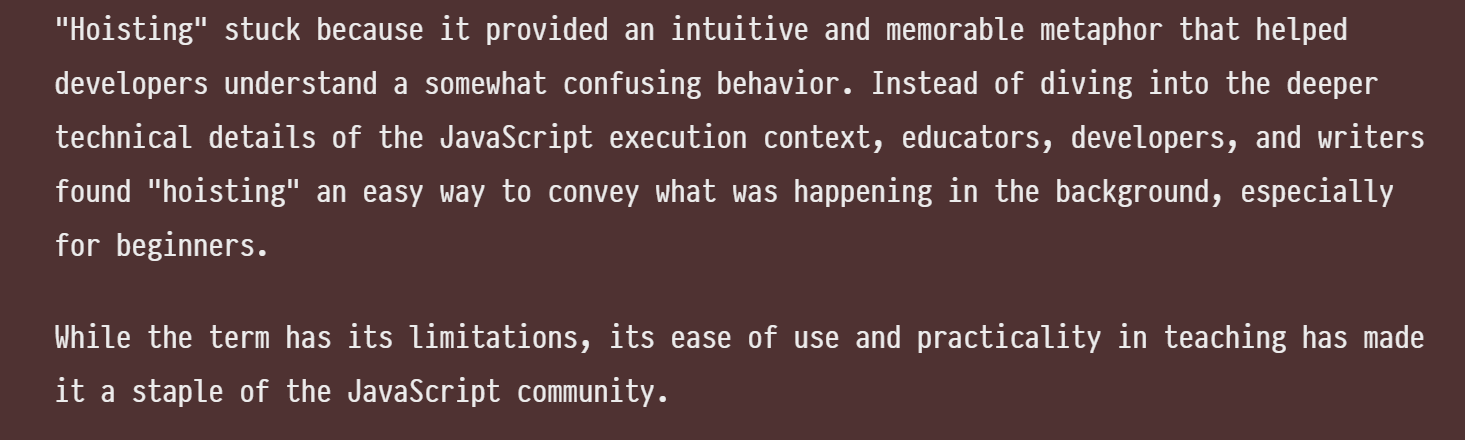 "Hoisting" stuck because it provided an intuitive and memorable metaphor that helped
developers understand a somewhat confusing behavior. Instead of diving into the deeper
technical details of the JavaScript execution context, educators, developers, and writers
found "hoisting" an easy way to convey what was happening in the background, especially
for beginners.
While the term has its limitations, its ease of use and practicality in teaching has made
it a staple of the JavaScript community.